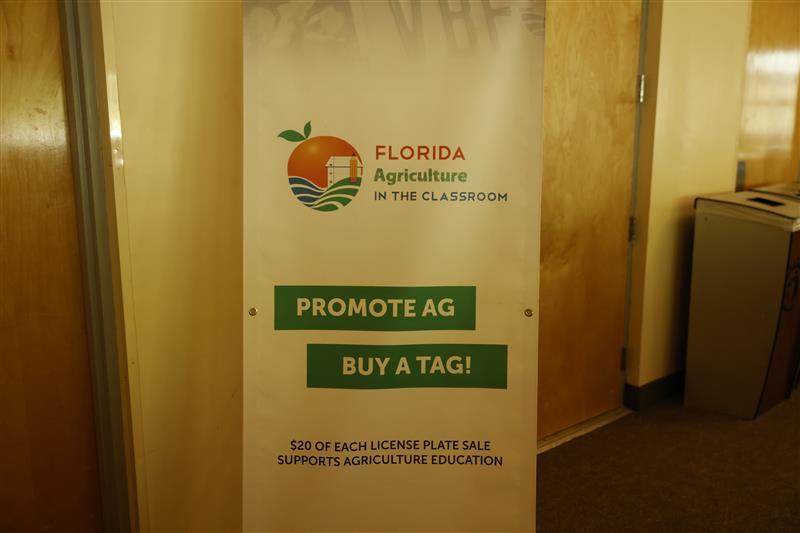 FLORIDA
Agriculture
IN THE CLASSROOM
PROMOTE AG
BUY A TAG!
$20 OF EACH LICENSE PLATE SALE
SUPPORTS AGRICULTURE EDUCATION